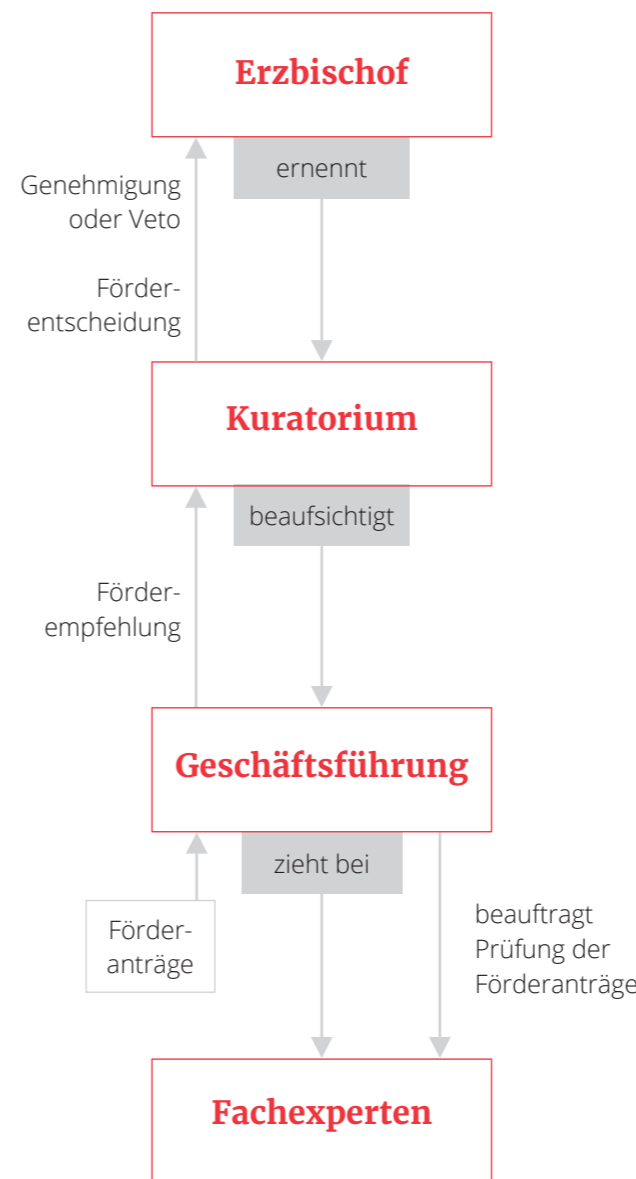 Erzbischof
ernennt
Genehmigung
oder Veto
Förder-
entscheidung
Kuratorium
beaufsichtigt
Förder-
empfehlung
Geschäftsführung
zieht bei
Förder-
anträge
beauftragt
Prüfung der
Förderanträge
Fachexperten